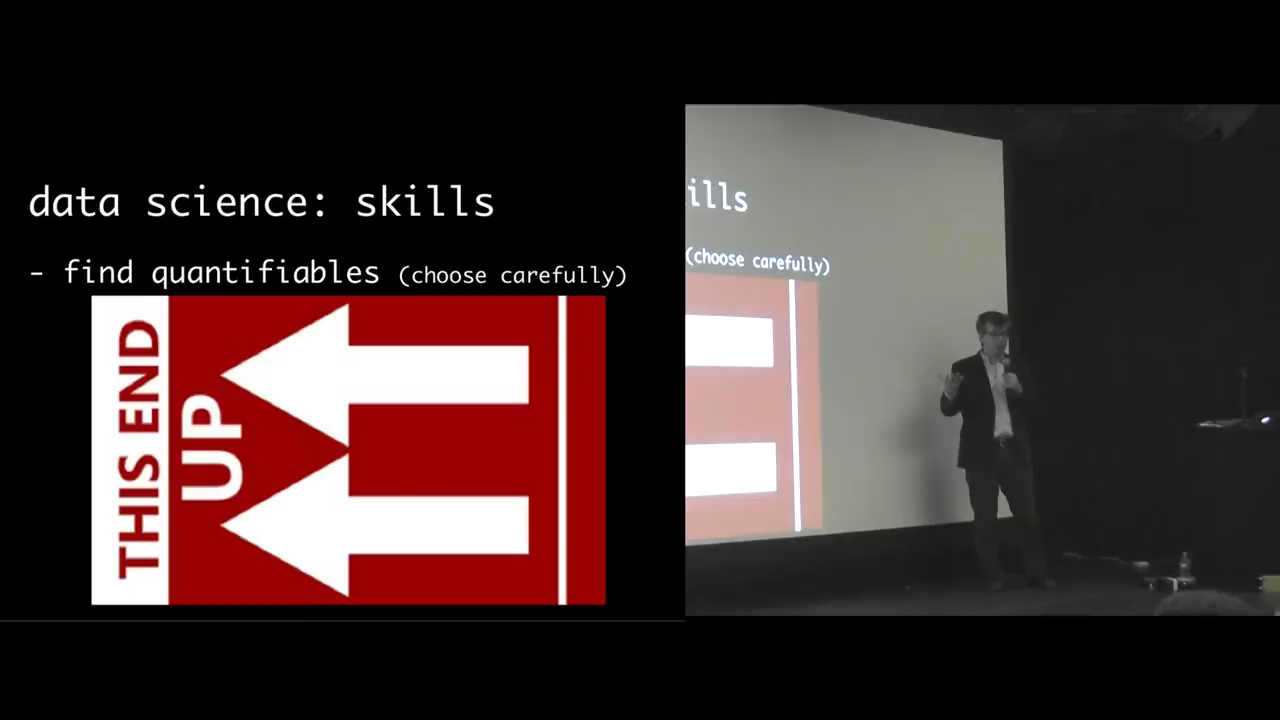 data science: skills
- find quantifiables (choose carefully)
THIS END
UP
ills
(choose carefully)